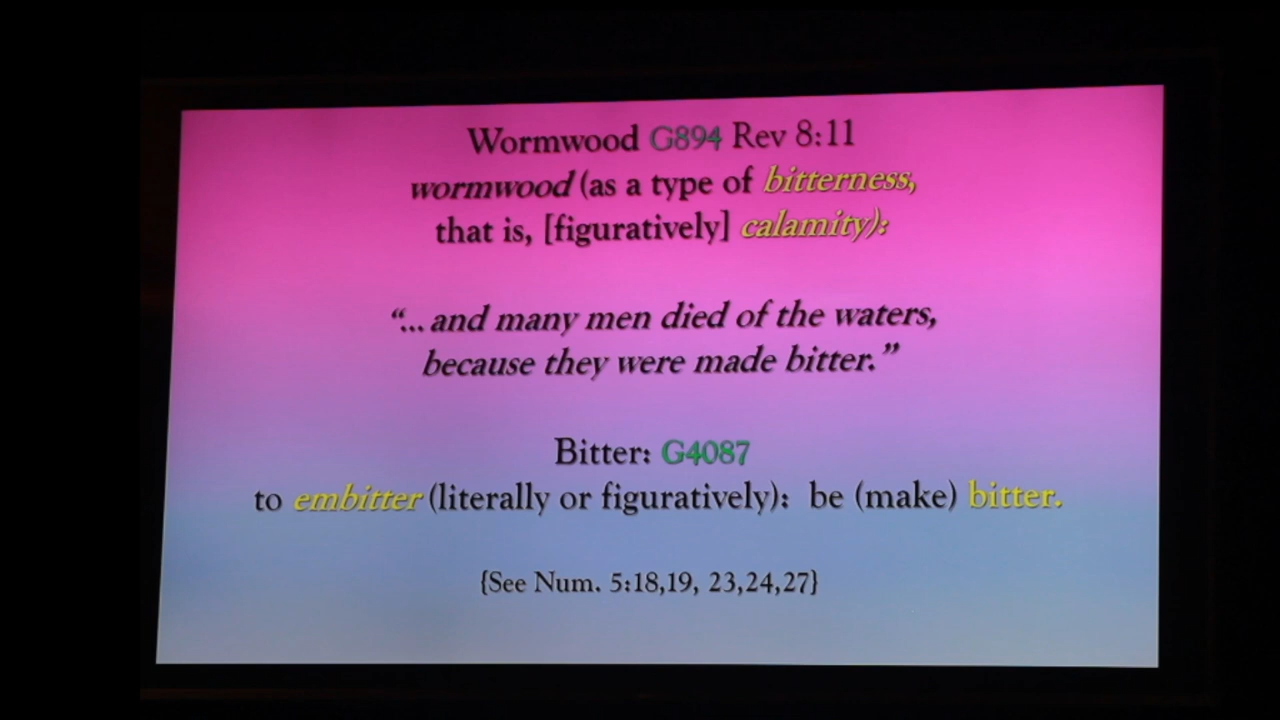 Wormwood G894 Rev 8:11
wormwood (as a type of bitterness,
that is, [figuratively] calamity):
“... and many men died of the waters,
because they were made bitter.”
Bitter: G4087
to embitter (literally or figuratively): be (make) bitter.
{See Num. 5:18,19, 23,24,27}